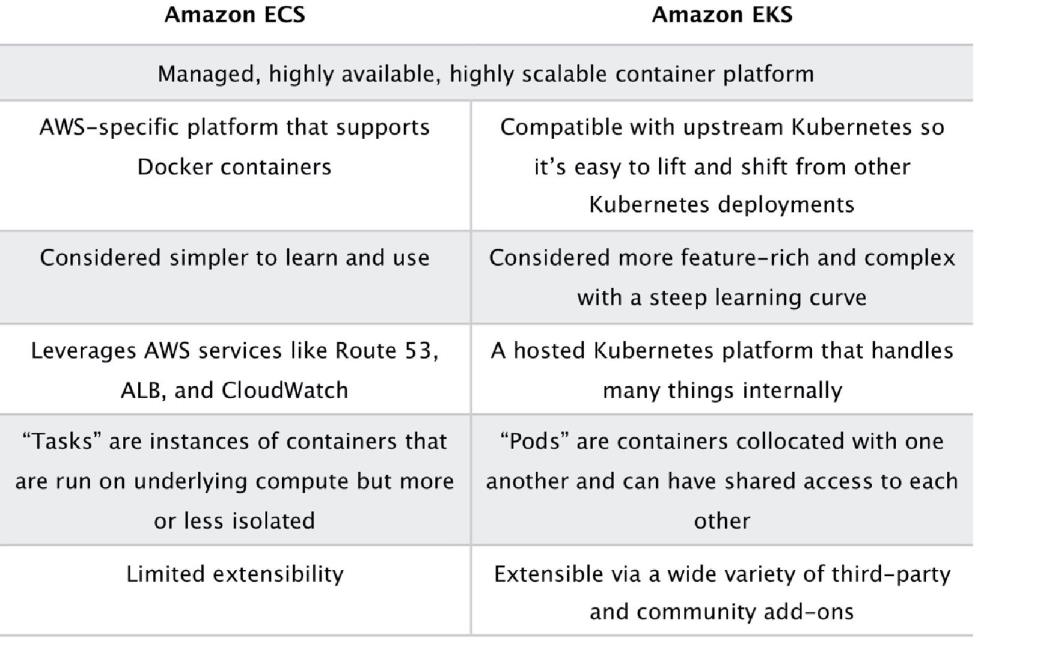 Amazon ECS
Amazon EKS
Managed, highly available, highly scalable container platform
AWS-specific platform that supports
Docker containers
Compatible with upstream Kubernetes so
it’s easy to lift and shift from other
Kubernetes deployments
Considered simpler to learn and use
Considered more feature-rich and complex
with a steep learning curve
Leverages AWS services like Route 53,
ALB, and CloudWatch
A hosted Kubernetes platform that handles
many things internally
“Tasks” are instances of containers that
are run on underlying compute but more
or less isolated
“Pods” are containers collocated with one
another and can have shared access to each
other
Limited extensibility
Extensible via a wide variety of third-party
and community add-ons